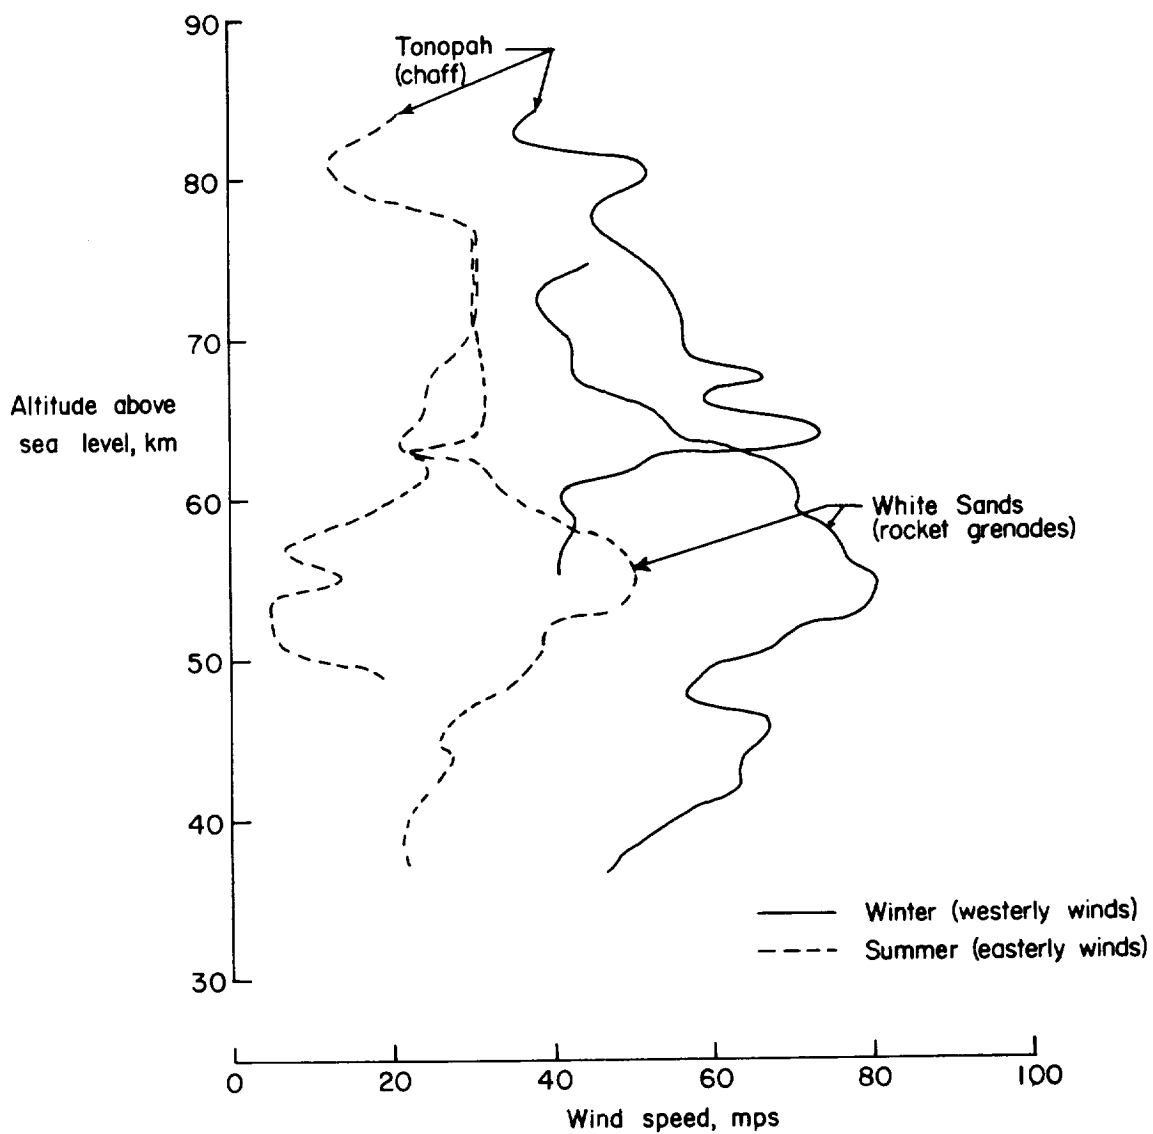 90
Tonopah
(chaff)
80
70
Altitude above
sea level, km
60
White Sands
(rocket grenades)
50
40
Winter (westerly winds)
Summer (easterly winds)
30
0 20 40 60 80 100
Wind speed, mps